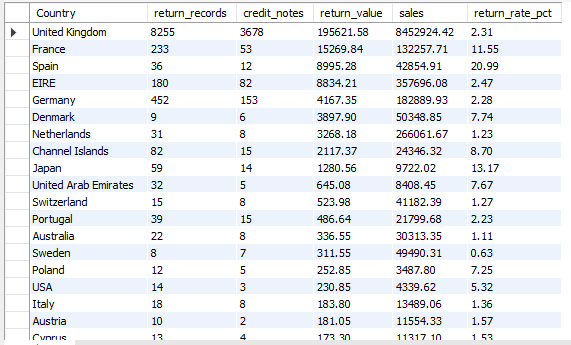 Country return_records credit_notes return_value sales return_rate_pct
United Kingdom 8255 3678 195621.58 8452924.42 2.31
France 233 53 15269.84 132257.71 11.55
Spain 36 12 8995.28 42854.91 20.99
EIRE 180 82 8834.21 357696.08 2.47
Germany 452 153 4167.35 182889.93 2.28
Denmark 9 6 3897.90 50348.85 7.74
Netherlands 31 8 3268.18 266061.67 1.23
Channel Islands 82 15 2117.37 24346.32 8.70
Japan 59 14 1280.56 9722.02 13.17
United Arab Emirates 32 5 645.08 8408.45 7.67
Switzerland 15 8 523.98 41182.39 1.27
Portugal 39 15 486.64 21799.68 2.23
Australia 22 8 336.55 30313.35 1.11
Sweden 8 7 311.55 49490.31 0.63
Poland 12 5 252.85 3487.80 7.25
USA 14 3 230.85 4339.62 5.32
Italy 18 8 183.80 13489.06 1.36
Austria 10 2 181.05 11554.33 1.57
Cyprus 13 4 173.30 11317.10 1.53